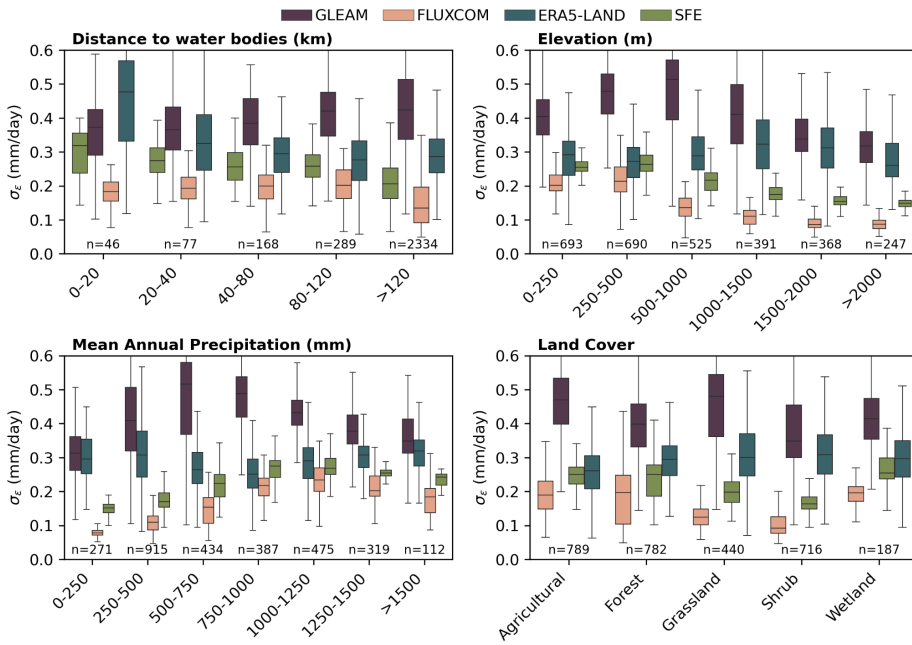 GLEAM FLUXCOM ERA5-LAND SFE
Distance to water bodies (km)
σε (mm/day)
0.6
0.5
0.4
0.3
0.2
0.1
0.0
n=46 n=77 n=168 n=289 n=2334
0–20 20–40 40–80 80–120 >120
Elevation (m)
σε (mm/day)
0.6
0.5
0.4
0.3
0.2
0.1
0.0
n=693 n=690 n=525 n=391 n=368 n=247
0-250 250-500 500-1000 1000-1500 1500-2000 >2000
Mean Annual Precipitation (mm)
σε (mm/day)
0.6
0.5
0.4
0.3
0.2
0.1
0.0
n=271 n=915 n=434 n=387 n=475 n=319 n=112
0-250 250-500 500-750 750-1000 1000-1250 1250-1500 >1500
Land Cover
σε (mm/day)
0.6
0.5
0.4
0.3
0.2
0.1
0.0
n=789 n=782 n=440 n=716 n=187
Agricultural Forest Grassland Shrub Wetland